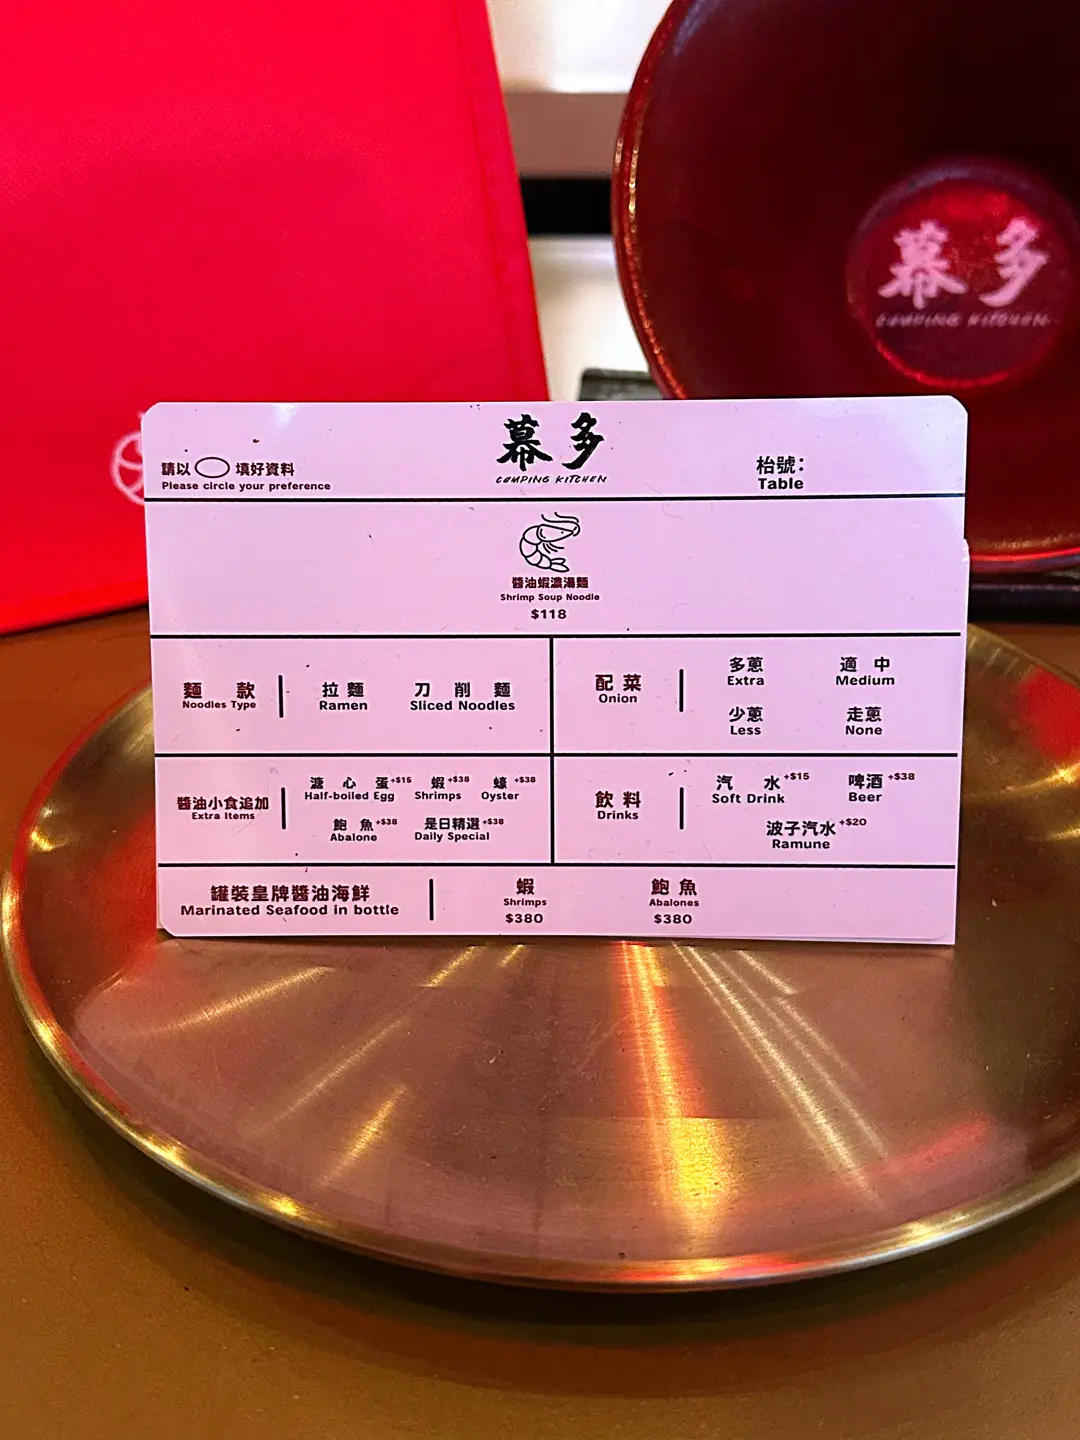 幕多
CAMPING KITCHEN
幕多
CAMPING KITCHEN
請以 填好資料
Please circle your preference
枱號：
Table
醬油蝦濃湯麵
Shrimp Soup Noodle
$118
麵款
Noodles Type
拉麵 刀削麵
Ramen Sliced Noodles
配菜
Onion
多蔥 適中
Extra Medium
少蔥 走蔥
Less None
醬油小食追加
Extra Items
溏心蛋+$15 蝦+$38 蠔+$38
Half-boiled Egg Shrimps Oyster
鮑魚+$38 是日精選+$38
Abalone Daily Special
飲料
Drinks
汽水+$15 啤酒+$38
Soft Drink Beer
波子汽水+$20
Ramune
罐裝皇牌醬油海鮮
Marinated Seafood in bottle
蝦 鮑魚
Shrimps Abalones
$380 $380